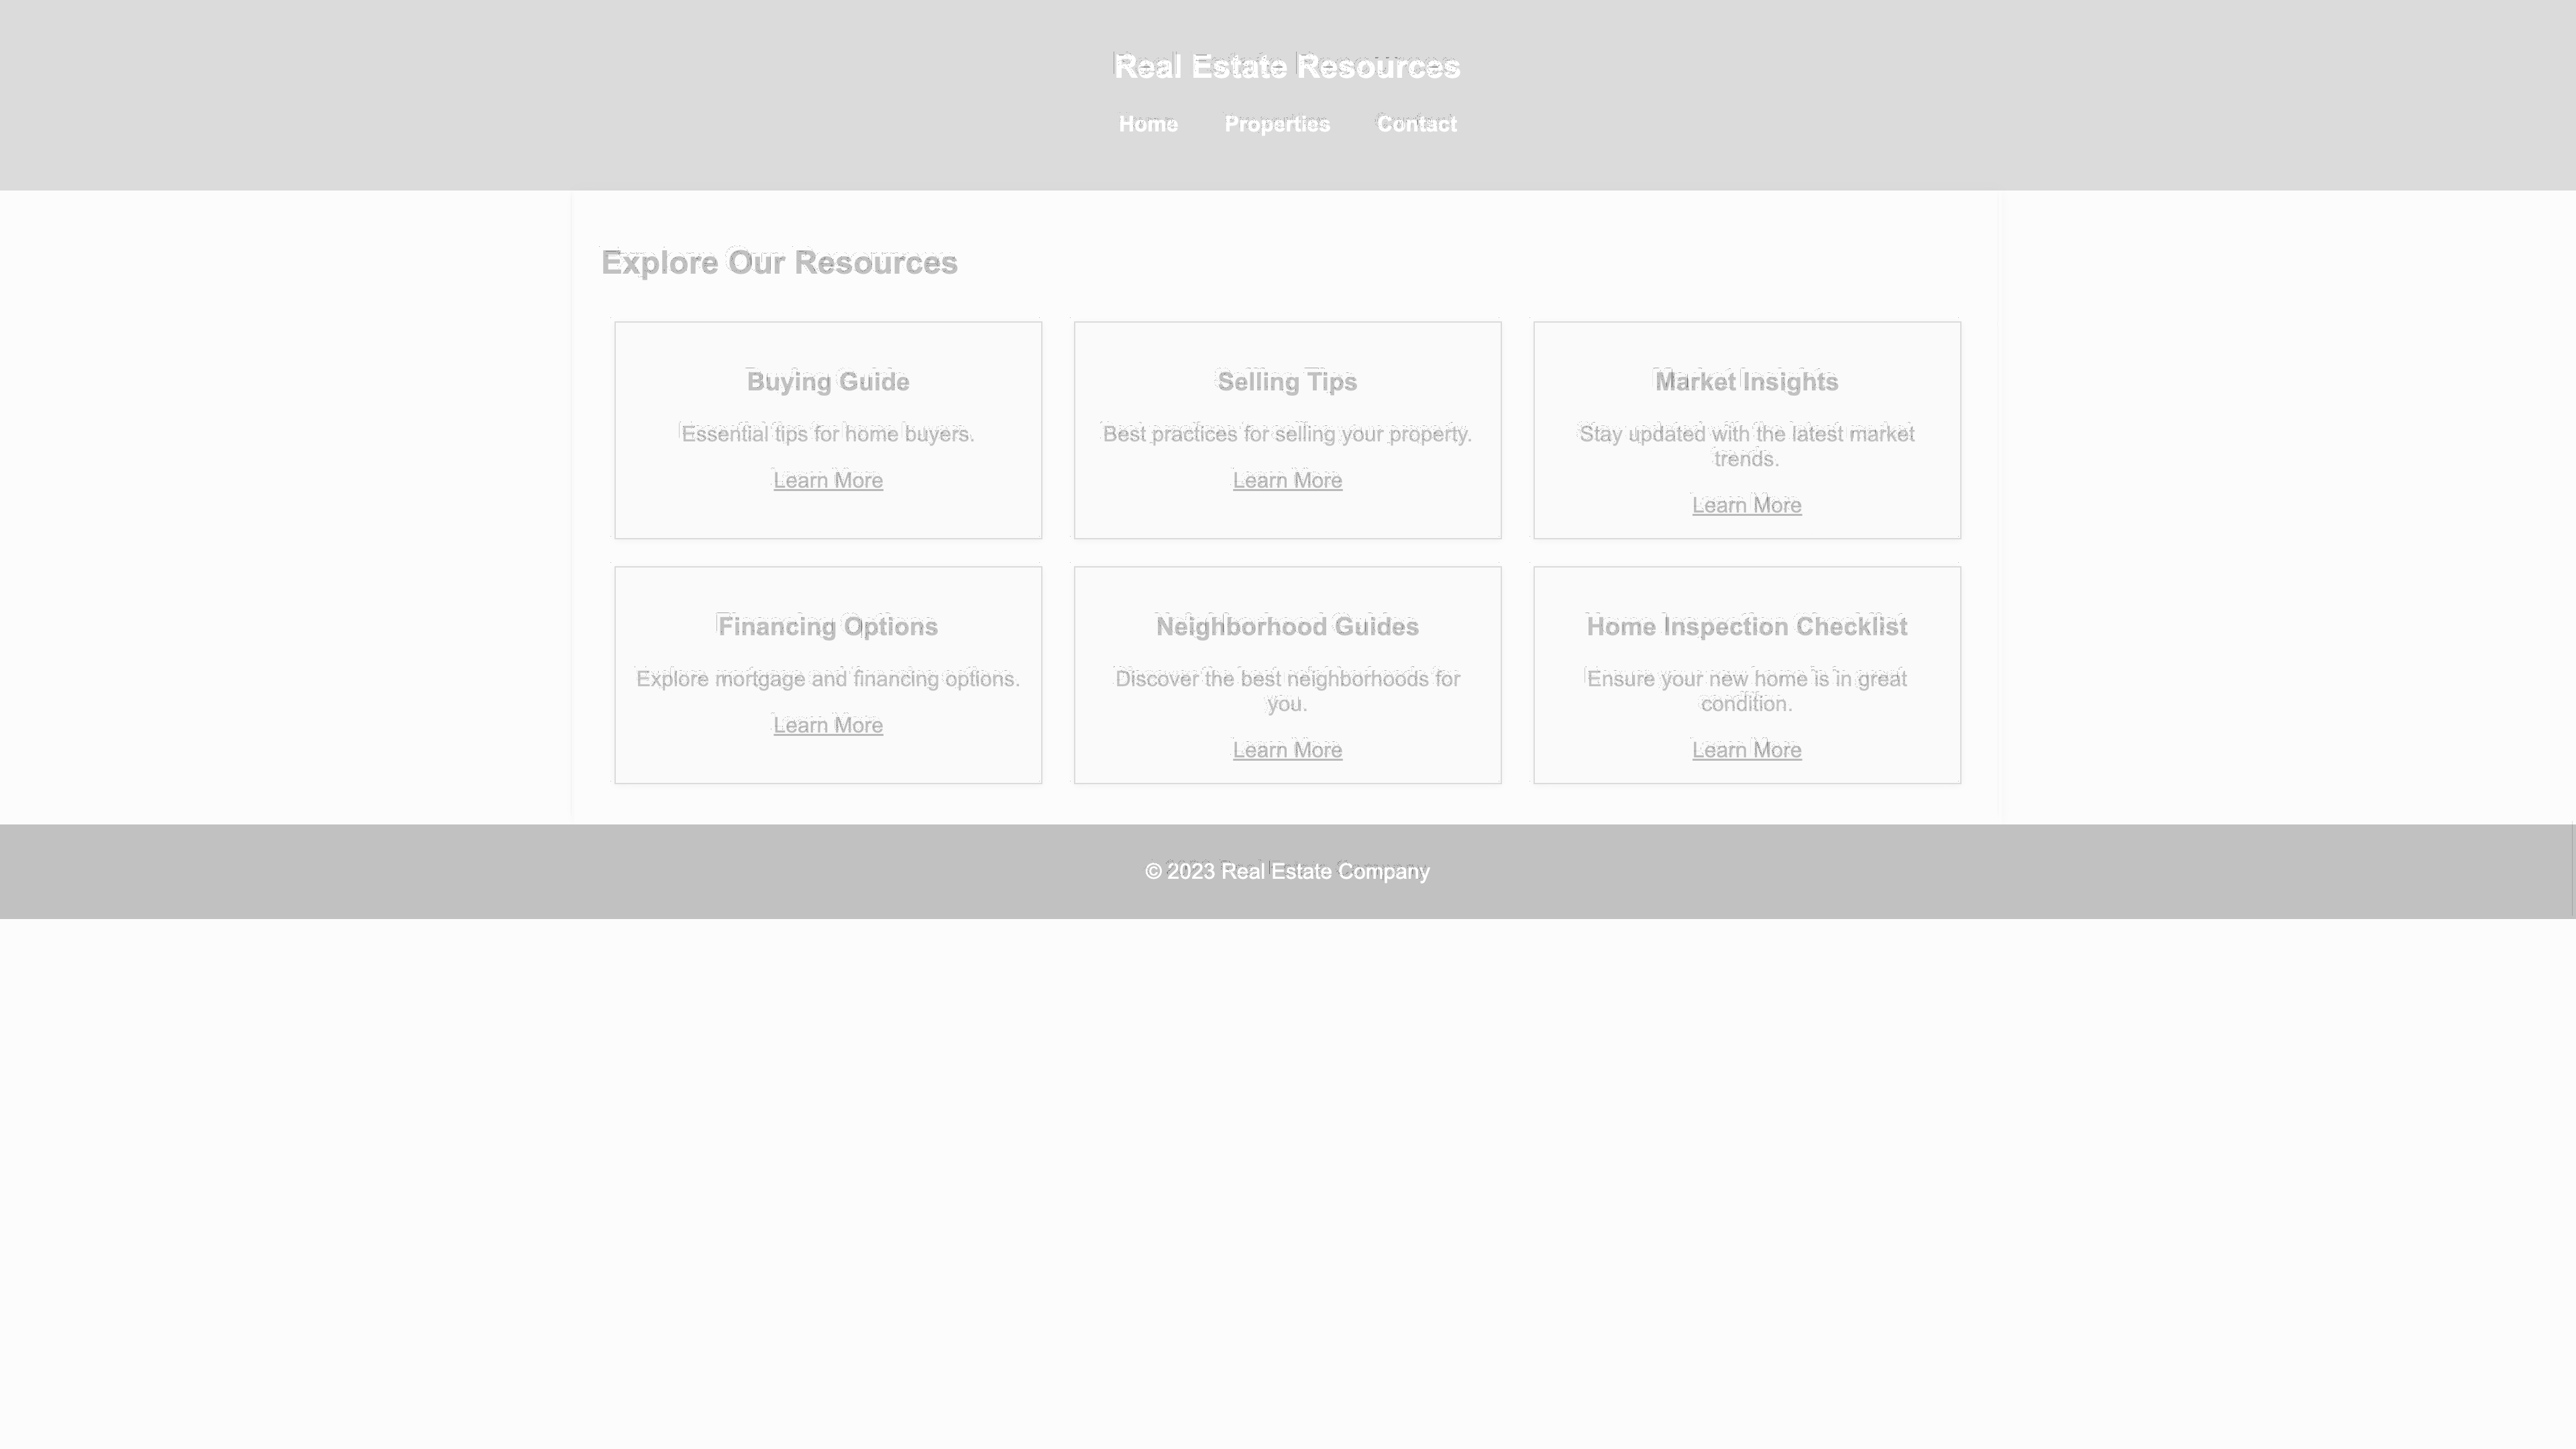 Real Estate Resources
Home Properties Contact
Explore Our Resources
Buying Guide
Essential tips for home buyers.
Learn More
Selling Tips
Best practices for selling your property.
Learn More
Market Insights
Stay updated with the latest market
trends.
Learn More
Financing Options
Explore mortgage and financing options.
Learn More
Neighborhood Guides
Discover the best neighborhoods for
you.
Learn More
Home Inspection Checklist
Ensure your new home is in great
condition.
Learn More
© 2023 Real Estate Company